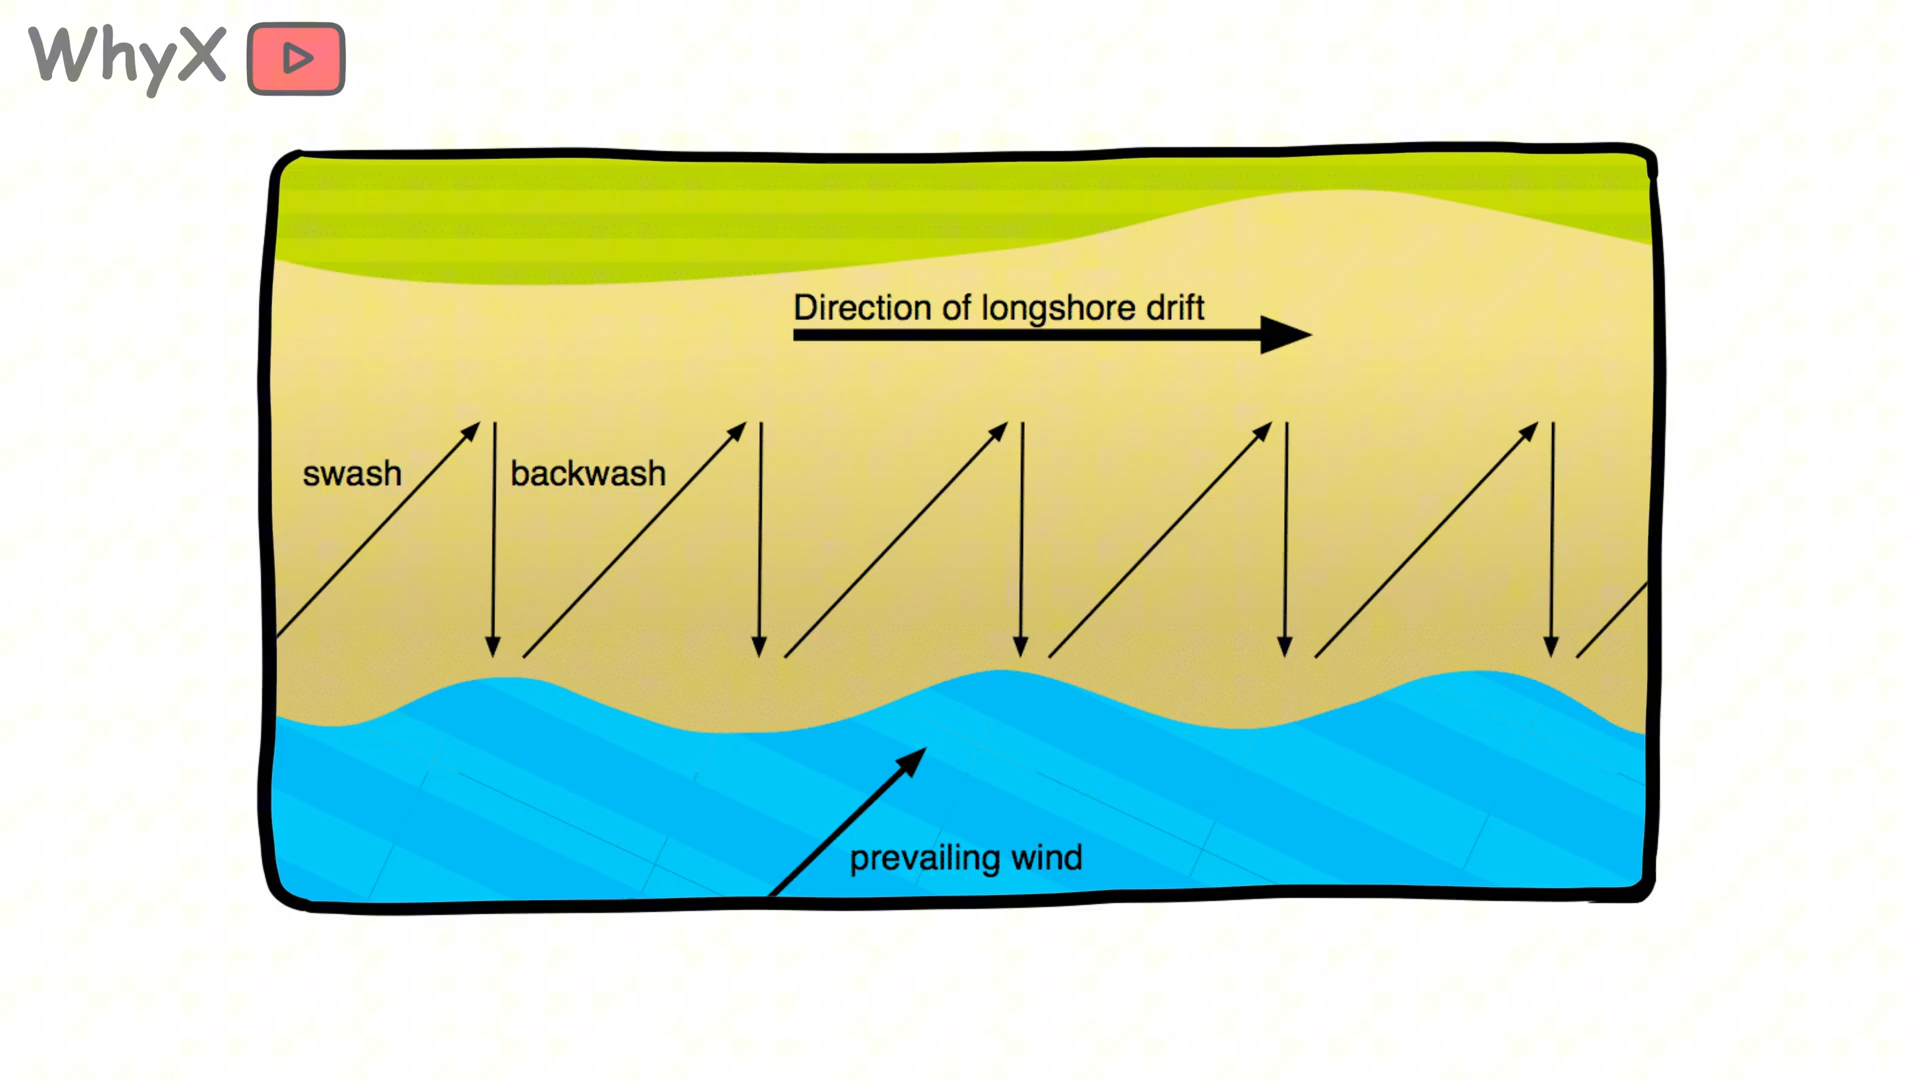 WhyX
Direction of longshore drift
swash
backwash
prevailing wind